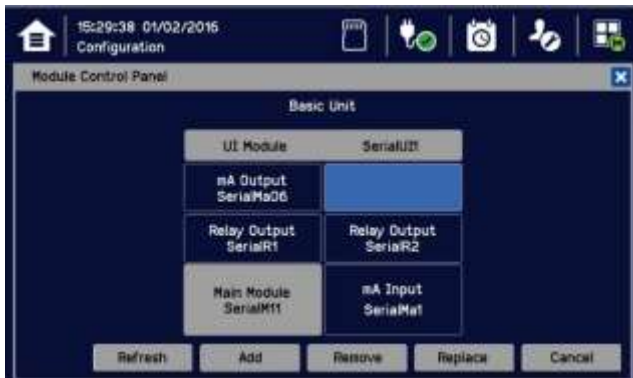 15:29:38 01/02/2016
Configuration
Module Control Panel
Basic Unit
UI Module SerialUI1
mA Output
SerialMaO6
Relay Output
SerialR1
Relay Output
SerialR2
Main Module
SerialM11
mA Input
SerialMa1
Refresh Add Remove Replace Cancel